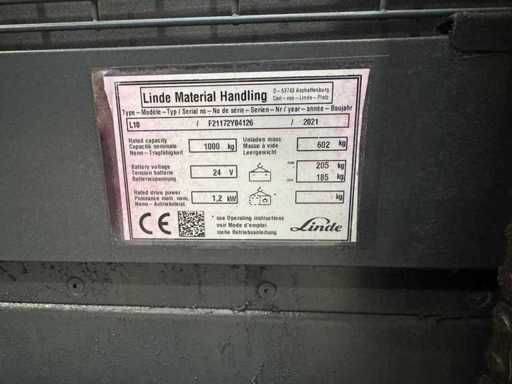 Linde Material Handling
D - 63743 Aschaffenburg
Carl-von-Linde-Platz
Type - Modèle - Typ / Serial no - No de série - Serien-Nr / year - année - Baujahr
L10 / F21172Y04126 / 2021
Rated capacity
Capacité nominale
Nenn-Tragfähigkeit
1000 kg
Unladen mass
Masse à vide
Leergewicht
602 kg
Battery voltage
Tension batterie
Batteriespannung
24 V
205 kg
185
Rated drive power
Puissance motr. nom.
Nenn-Antriebsleist.
1,2 kW
kg
CE
* see Operating instructions
voir Mode d'emploi
siehe Betriebsanleitung
Linde